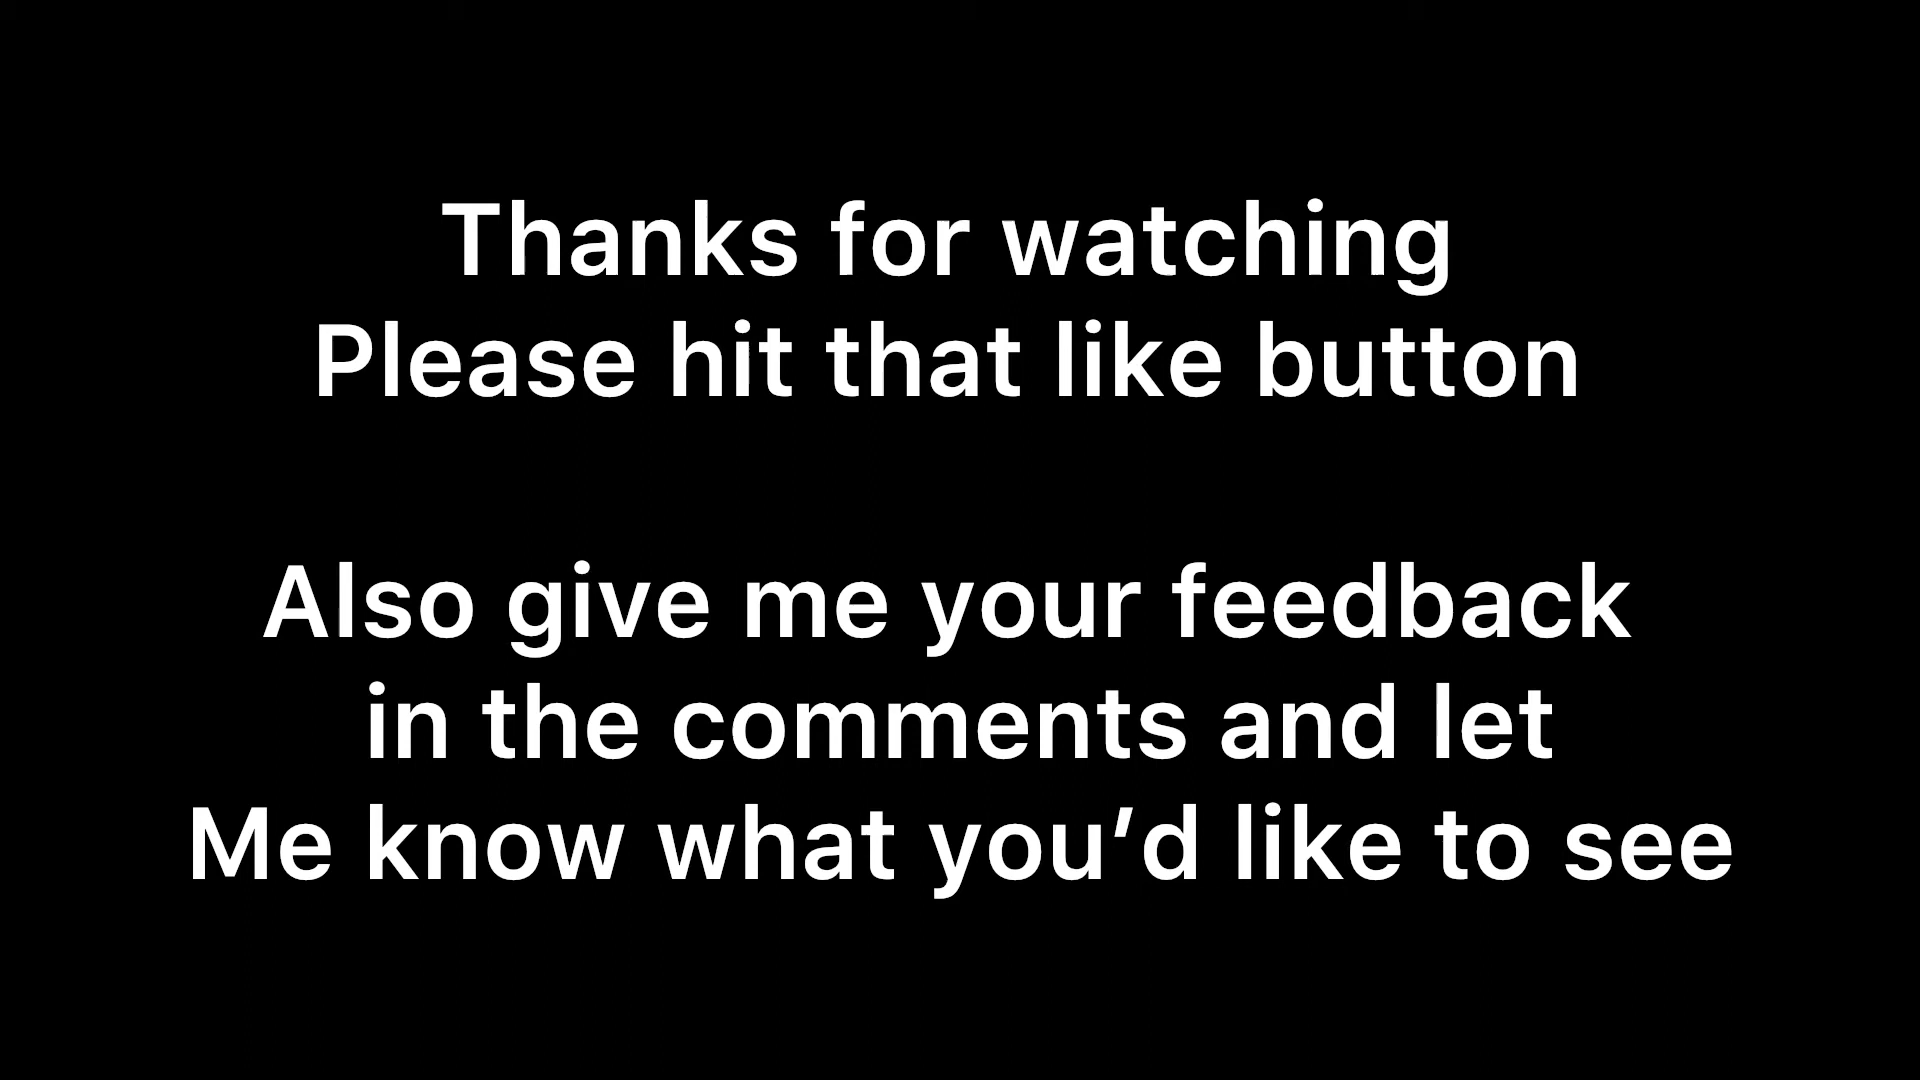 Thanks for watching
Please hit that like button
Also give me your feedback
in the comments and let
Me know what you’d like to see